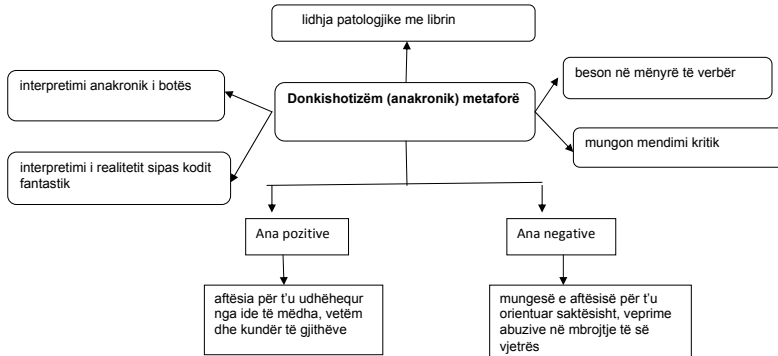 lidhja patologjike me librin
interpretimi anakronik i botës
beson në mënyrë të verbër
Donkishotizëm (anakronik) metaforë
interpretimi i realitetit sipas kodit
fantastik
mungon mendimi kritik
Ana pozitive
Ana negative
aftësia për t'u udhëhequr
nga ide të mëdha, vetëm
dhe kundër të gjithëve
mungesë e aftësisë për t'u
orientuar saktësisht, veprime
abuzive në mbrojtje të së
vjetrës